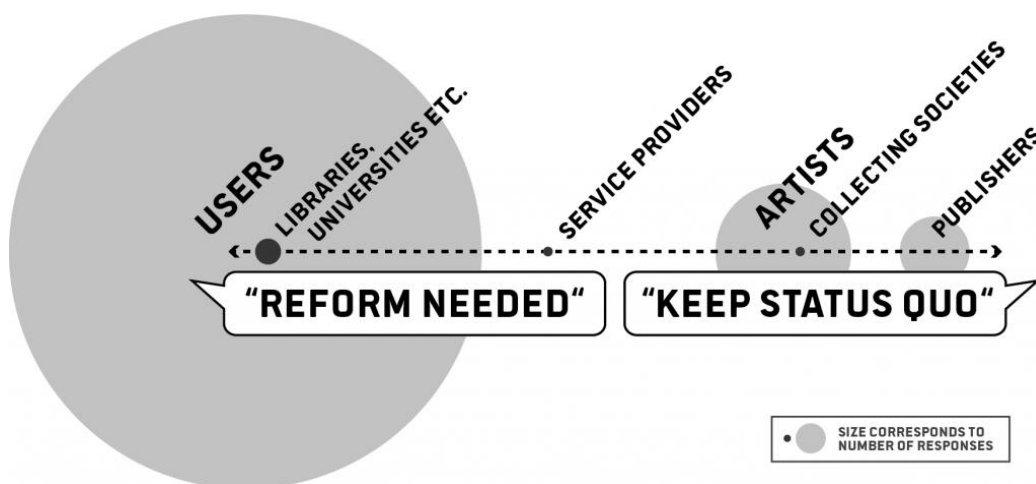 USERS
LIBRARIES,
UNIVERSITIES ETC.
SERVICE PROVIDERS
ARTISTS
COLLECTING SOCIETIES
PUBLISHERS
“REFORM NEEDED“
“KEEP STATUS QUO“
SIZE CORRESPONDS TO
NUMBER OF RESPONSES